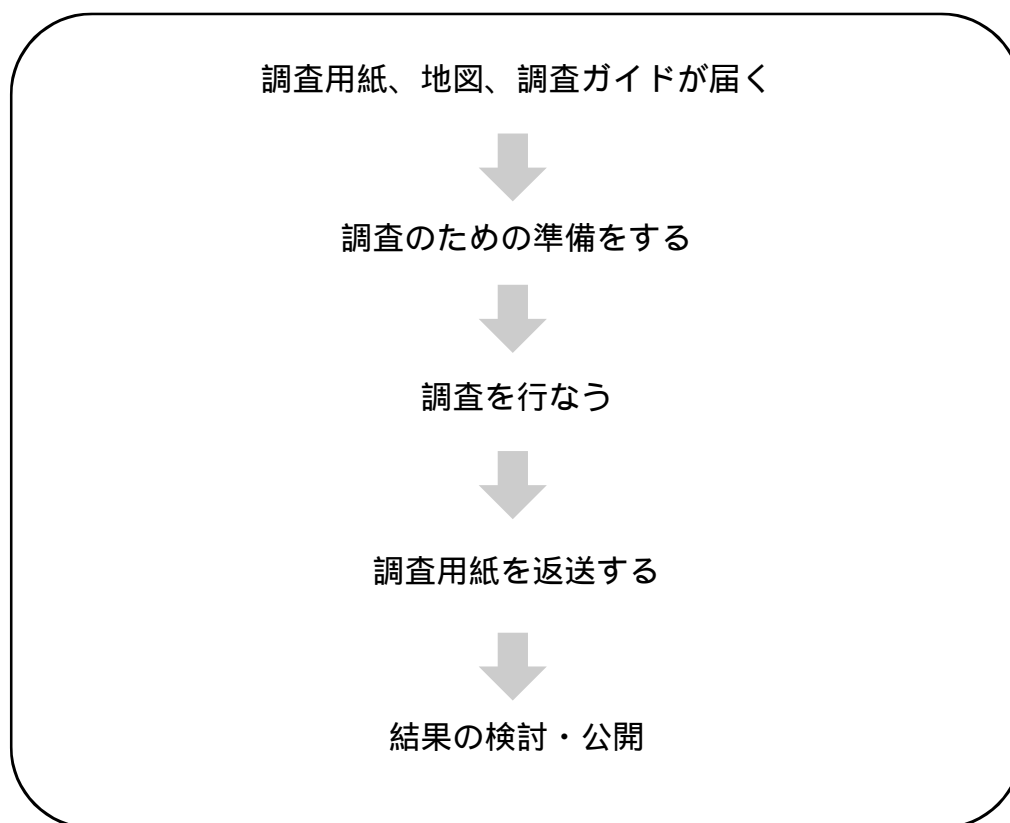 調査用紙、地図、調査ガイドが届く
調査のための準備をする
調査を行なう
調査用紙を返送する
結果の検討・公開